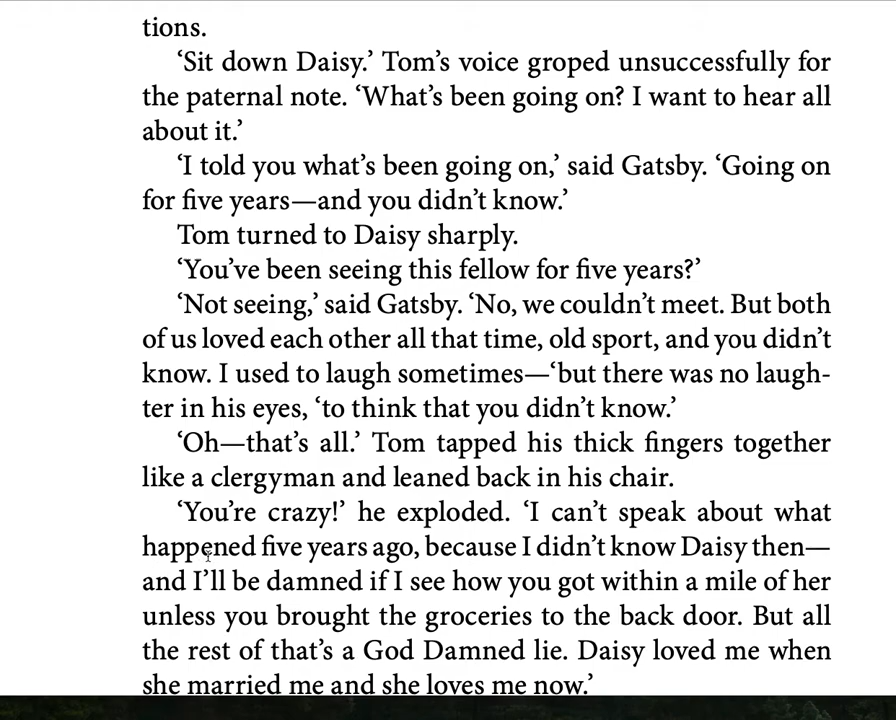 tions.
‘Sit down Daisy.’ Tom’s voice groped unsuccessfully for
the paternal note. ‘What’s been going on? I want to hear all
about it.’
‘I told you what’s been going on,’ said Gatsby. ‘Going on
for five years—and you didn’t know.’
Tom turned to Daisy sharply.
‘You’ve been seeing this fellow for five years?’
‘Not seeing,’ said Gatsby. ‘No, we couldn’t meet. But both
of us loved each other all that time, old sport, and you didn’t
know. I used to laugh sometimes—‘but there was no laugh-
ter in his eyes, ‘to think that you didn’t know.’
‘Oh—that’s all.’ Tom tapped his thick fingers together
like a clergyman and leaned back in his chair.
‘You’re crazy!’ he exploded. ‘I can’t speak about what
happened five years ago, because I didn’t know Daisy then—
and I’ll be damned if I see how you got within a mile of her
unless you brought the groceries to the back door. But all
the rest of that’s a God Damned lie. Daisy loved me when
she married me and she loves me now.’